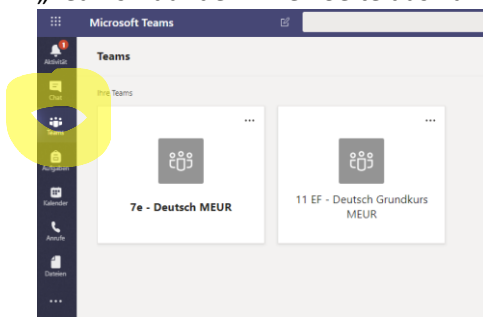 Microsoft Teams
1
Aktivität
Teams
Chat
Ihre Teams
Teams
Aufgaben
Kalender
Anrufe
Dateien
7e - Deutsch MEUR
11 EF - Deutsch Grundkurs
MEUR